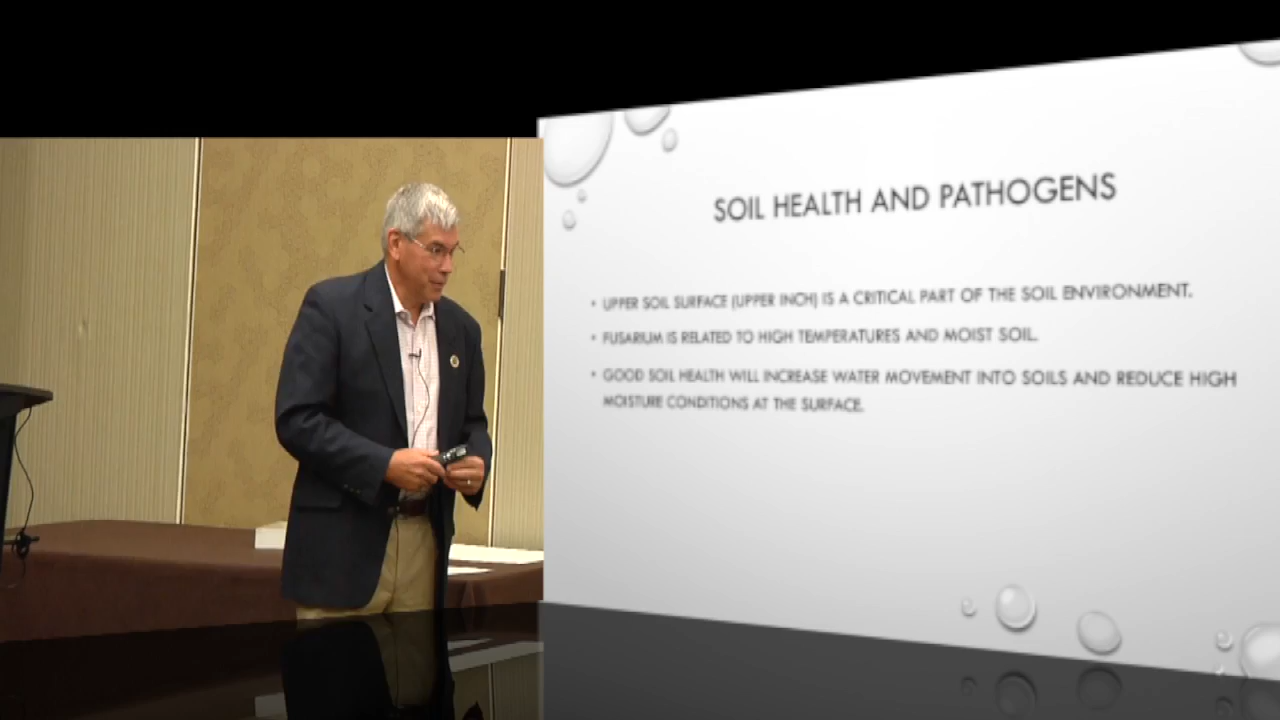 SOIL HEALTH AND PATHOGENS
• UPPER SOIL SURFACE (UPPER INCH) IS A CRITICAL PART OF THE SOIL ENVIRONMENT.
• FUSARIUM IS RELATED TO HIGH TEMPERATURES AND MOIST SOIL.
• GOOD SOIL HEALTH WILL INCREASE WATER MOVEMENT INTO SOILS AND REDUCE HIGH
MOISTURE CONDITIONS AT THE SURFACE.